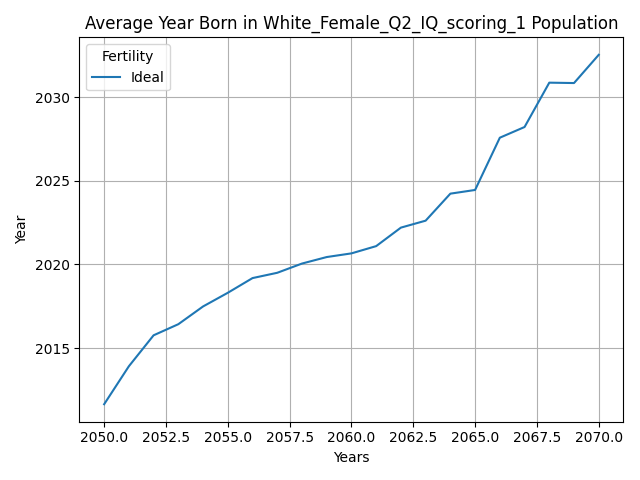 Average Year Born in White_Female_Q2_IQ_scoring_1 Population
Fertility
Ideal
Year
2030
2025
2020
2015
2050.0 2052.5 2055.0 2057.5 2060.0 2062.5 2065.0 2067.5 2070.0
Years